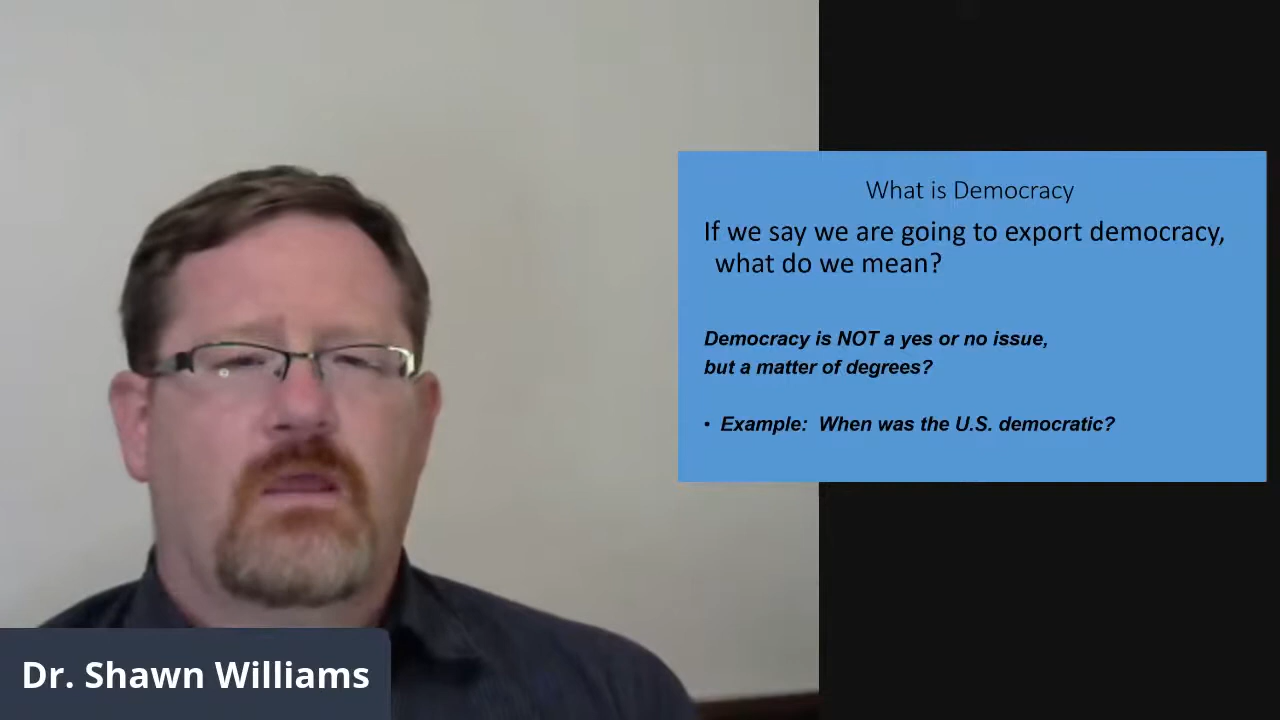 What is Democracy
If we say we are going to export democracy,
what do we mean?
Democracy is NOT a yes or no issue,
but a matter of degrees?
• Example: When was the U.S. democratic?
Dr. Shawn Williams